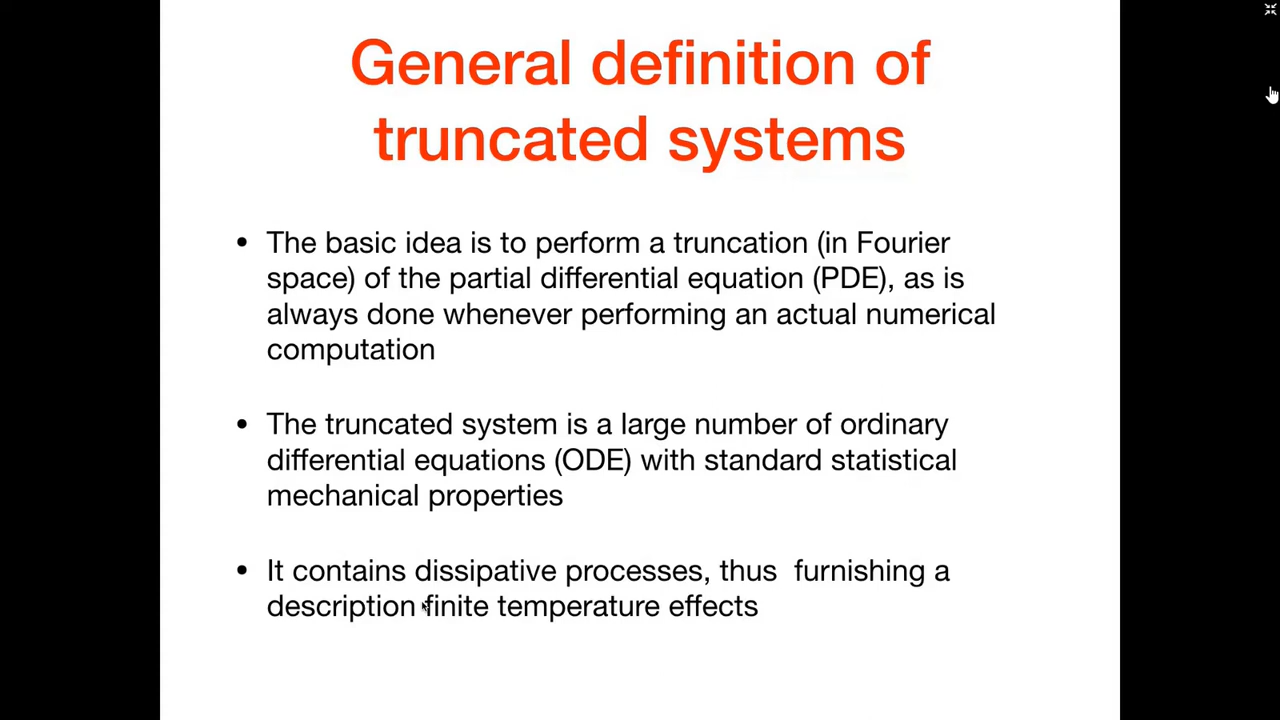 General definition of
truncated systems
• The basic idea is to perform a truncation (in Fourier
space) of the partial differential equation (PDE), as is
always done whenever performing an actual numerical
computation
• The truncated system is a large number of ordinary
differential equations (ODE) with standard statistical
mechanical properties
• It contains dissipative processes, thus  furnishing a
description finite temperature effects